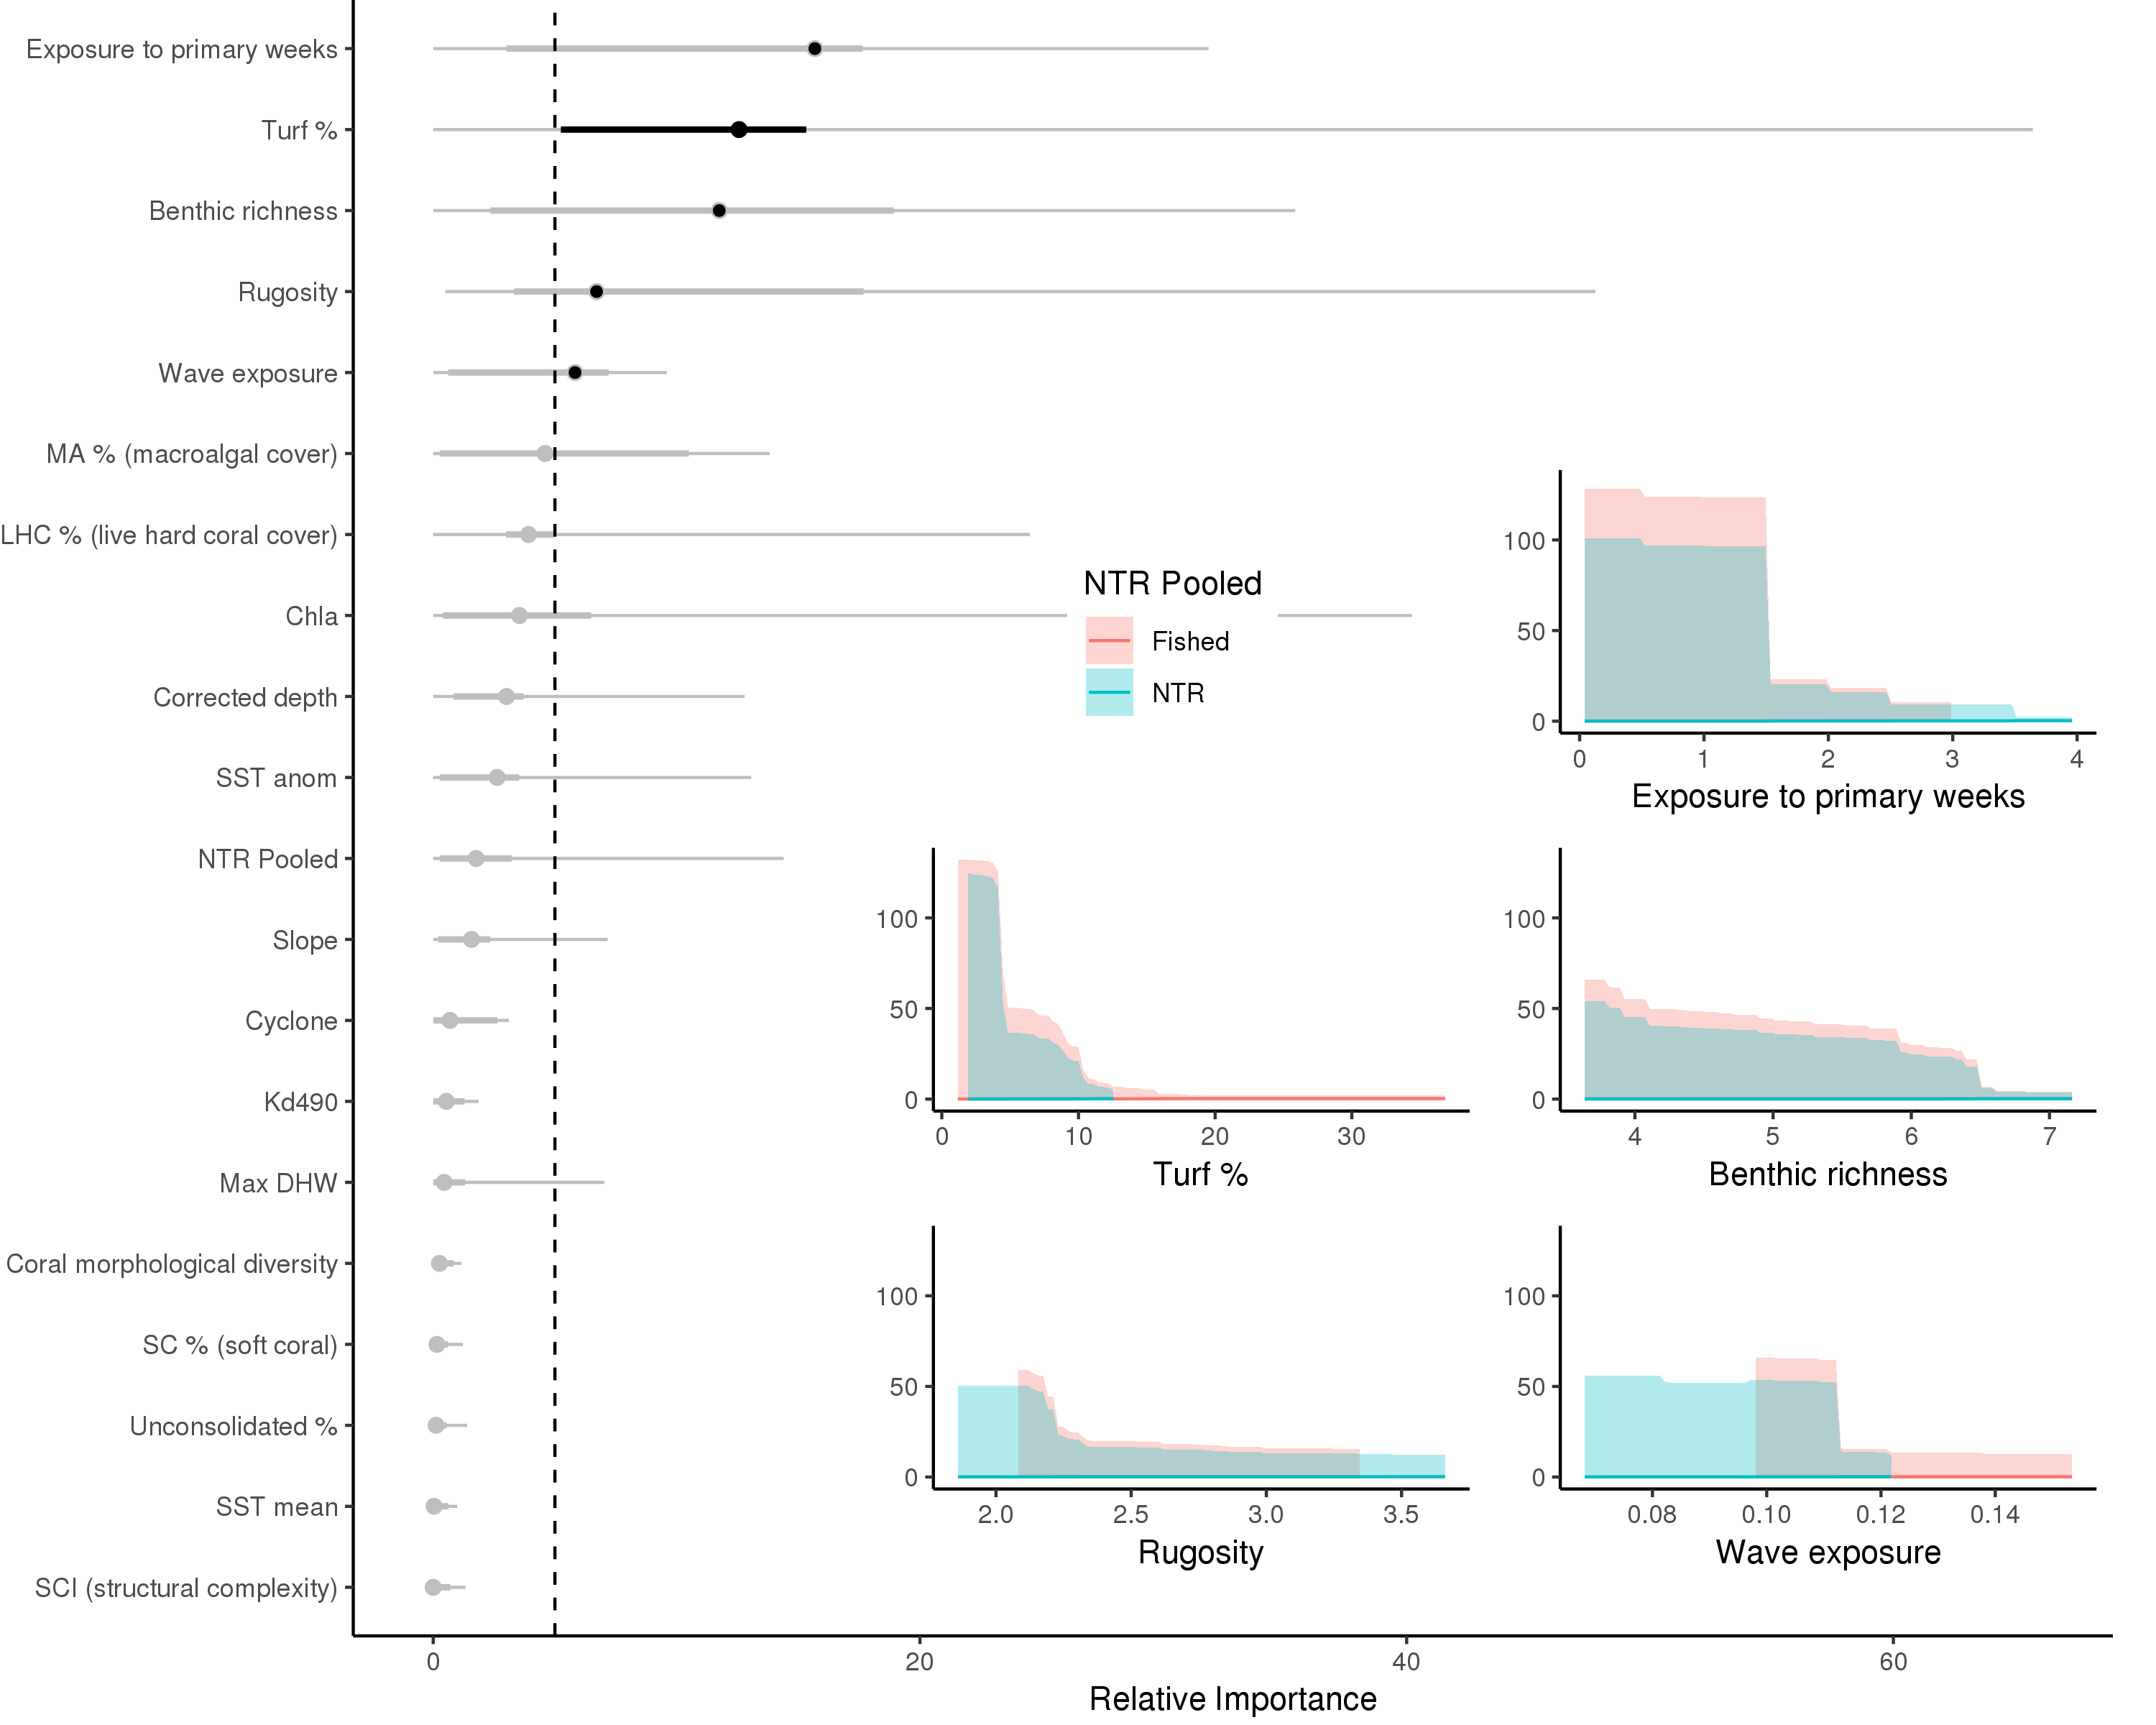 Exposure to primary weeks
Turf %
Benthic richness
Rugosity
Wave exposure
MA % (macroalgal cover)
LHC % (live hard coral cover)
Chla
Corrected depth
SST anom
NTR Pooled
Slope
Cyclone
Kd490
Max DHW
Coral morphological diversity
SC % (soft coral)
Unconsolidated %
SST mean
SCI (structural complexity)
0 20 40 60
Relative Importance
NTR Pooled
Fished
NTR
100
50
0
0 1 2 3 4
Exposure to primary weeks
100
50
0
0 10 20 30
Turf %
100
50
0
4 5 6 7
Benthic richness
100
50
0
2.0 2.5 3.0 3.5
Rugosity
100
50
0
0.08 0.10 0.12 0.14
Wave exposure